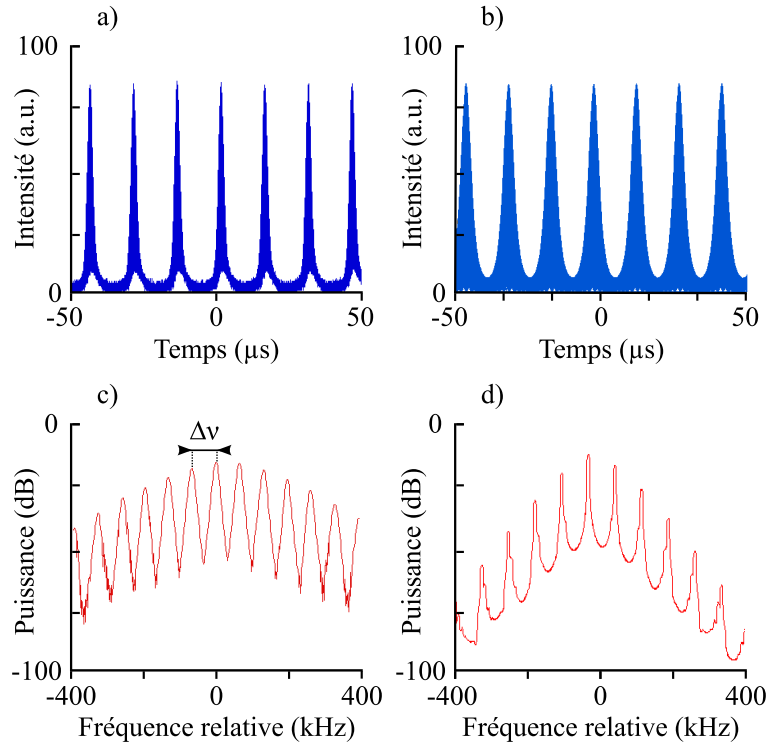 a)
100
Intensité (a.u.)
0
-50
0
50
Temps (μs)
b)
100
Intensité (a.u.)
0
-50
0
50
Temps (μs)
c)
0
Δν
Puissance (dB)
-100
-400
0
400
Fréquence relative (kHz)
d)
0
Puissance (dB)
-100
-400
0
400
Fréquence relative (kHz)